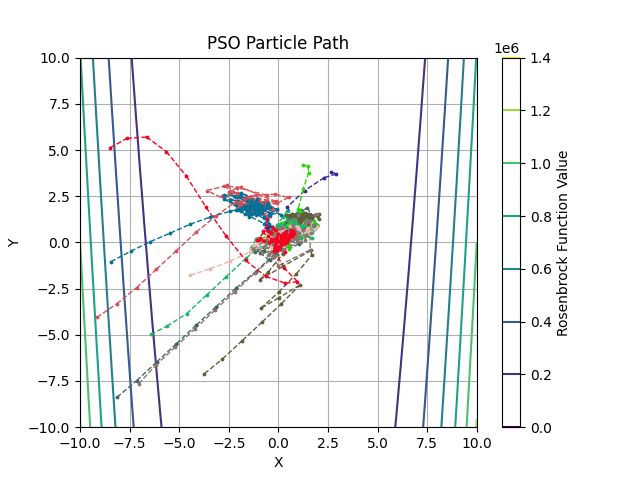 PSO Particle Path
1e6
10.0
7.5
5.0
2.5
0.0
−2.5
−5.0
−7.5
−10.0
Y
−10.0 −7.5 −5.0 −2.5 0.0 2.5 5.0 7.5 10.0
X
1.4
1.2
1.0
0.8
0.6
0.4
0.2
0.0
Rosenbrock Function Value